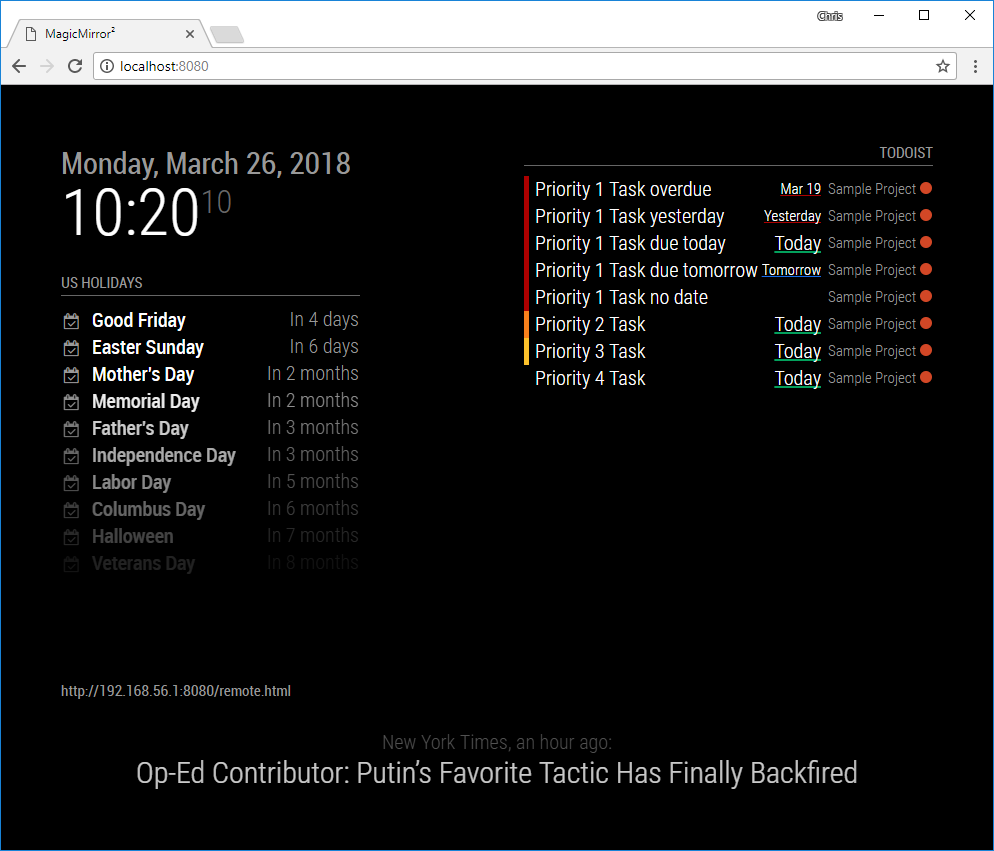 Chris
MagicMirror²
localhost:8080
Monday, March 26, 2018
10:20 10
US HOLIDAYS
Good Friday In 4 days
Easter Sunday In 6 days
Mother's Day In 2 months
Memorial Day In 2 months
Father's Day In 3 months
Independence Day In 3 months
Labor Day In 5 months
Columbus Day In 6 months
Halloween In 7 months
Veterans Day In 8 months
TODOIST
Priority 1 Task overdue Mar 19 Sample Project
Priority 1 Task yesterday Yesterday Sample Project
Priority 1 Task due today Today Sample Project
Priority 1 Task due tomorrow Tomorrow Sample Project
Priority 1 Task no date Sample Project
Priority 2 Task Today Sample Project
Priority 3 Task Today Sample Project
Priority 4 Task Today Sample Project
http://192.168.56.1:8080/remote.html
New York Times, an hour ago:
Op-Ed Contributor: Putin’s Favorite Tactic Has Finally Backfired